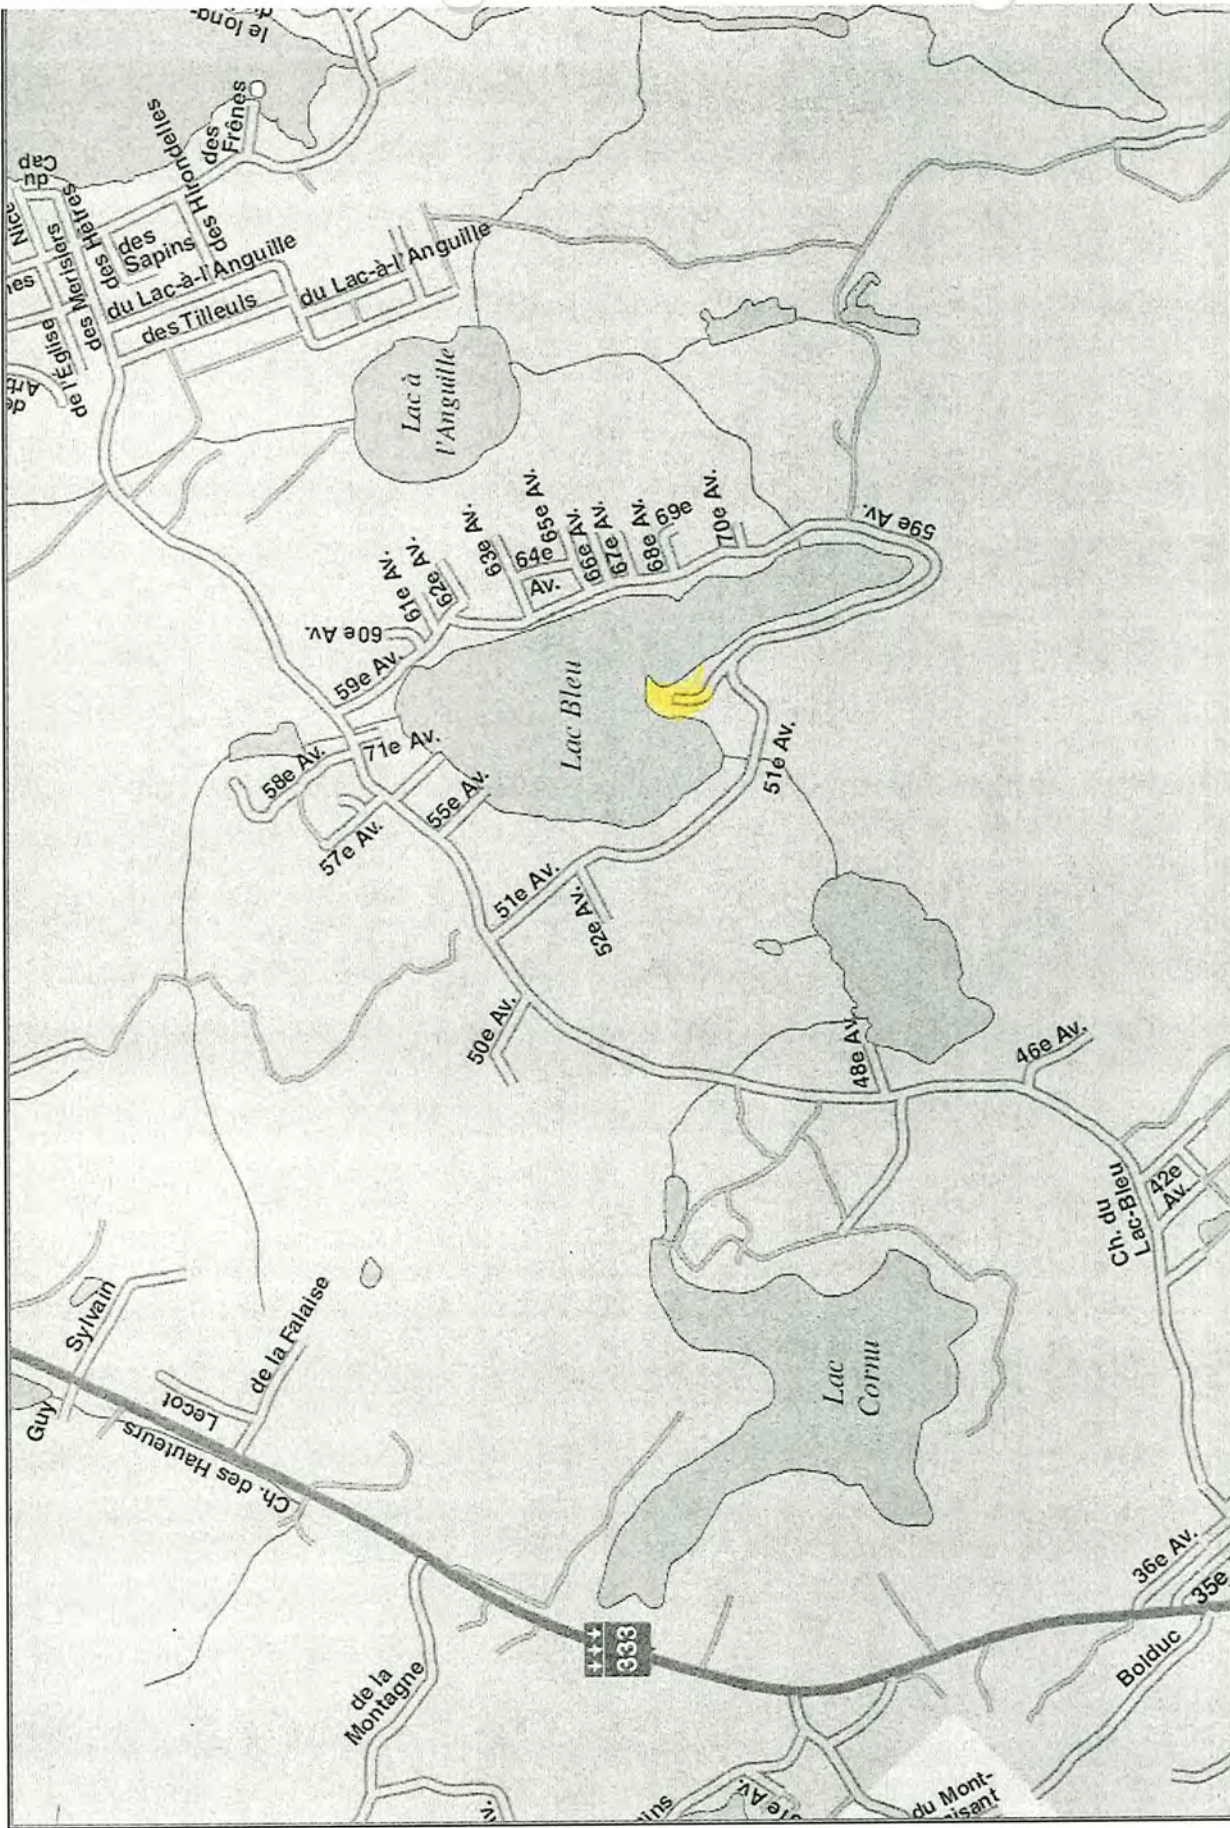 le long-
Nice
du
Cap
des
Frênes
des Hirondelles
des Hêtres
des
Sapins
des Merisiers
de l'Église
du Lac-à-l'Anguille
du Lac-à-l'Anguille
des Tilleuls
Lac à
l'Anguille
59e Av.
60e Av.
61e Av.
62e Av.
63e Av.
64e
Av.
65e Av.
66e Av.
67e Av.
68e Av.
69e
70e Av.
59e Av.
Lac Bleu
58e Av.
71e Av.
57e Av.
55e Av.
51e Av.
51e Av.
52e Av.
50e Av.
48e Av.
46e Av.
Ch. du
Lac-Bleu
42e
Av.
Sylvain
Guy
Lecot
de la Falaise
Ch. des Hauteurs
Lac
Cornu
333
de la
Montagne
36e Av.
35e
Bolduc
du Mont-